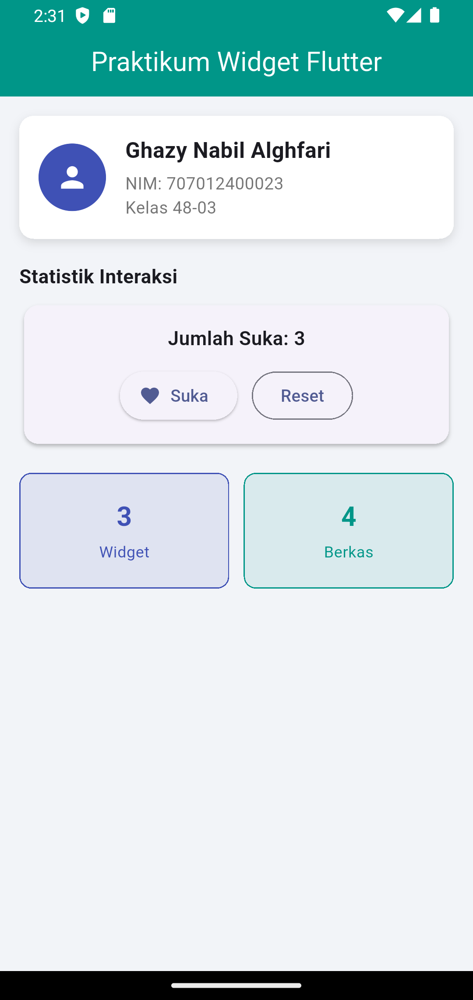 2:31
Praktikum Widget Flutter
Ghazy Nabil Alghfari
NIM: 707012400023
Kelas 48-03
Statistik Interaksi
Jumlah Suka: 3
Suka
Reset
3
Widget
4
Berkas